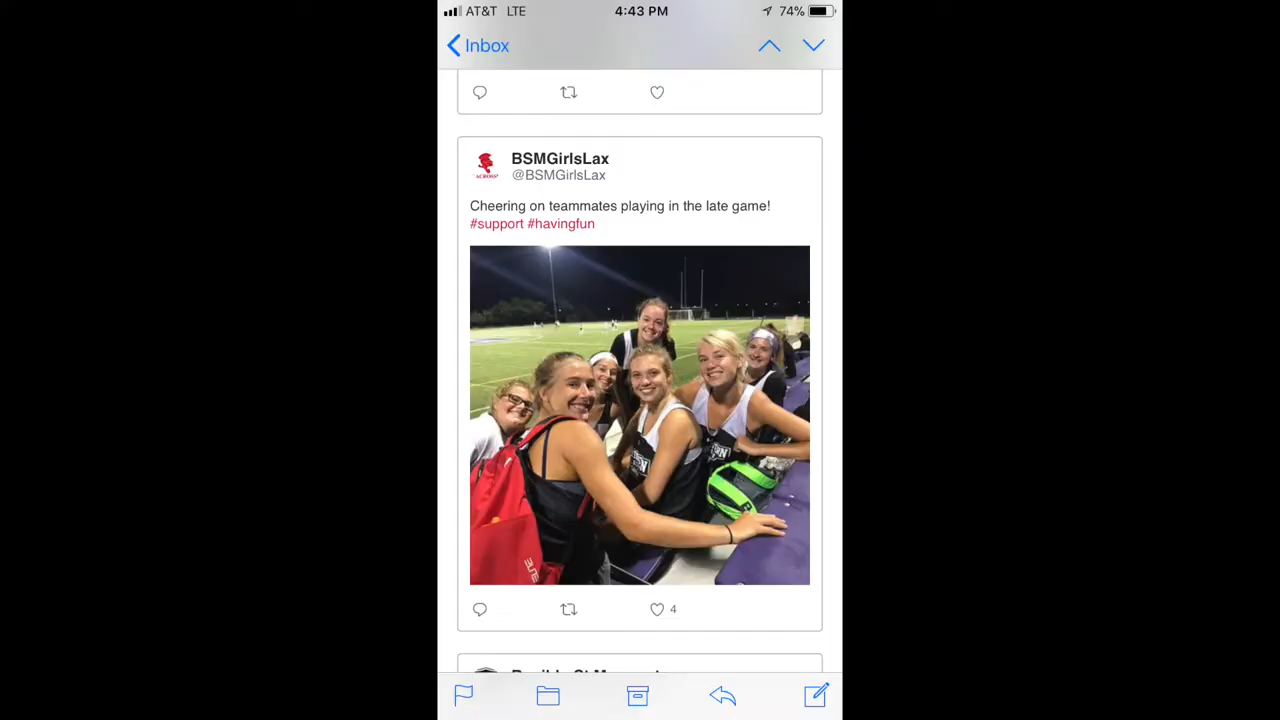 AT&T LTE 4:43 PM 74%
Inbox
BSMGirlsLax
@BSMGirlsLax
Cheering on teammates playing in the late game!
#support #havingfun
4